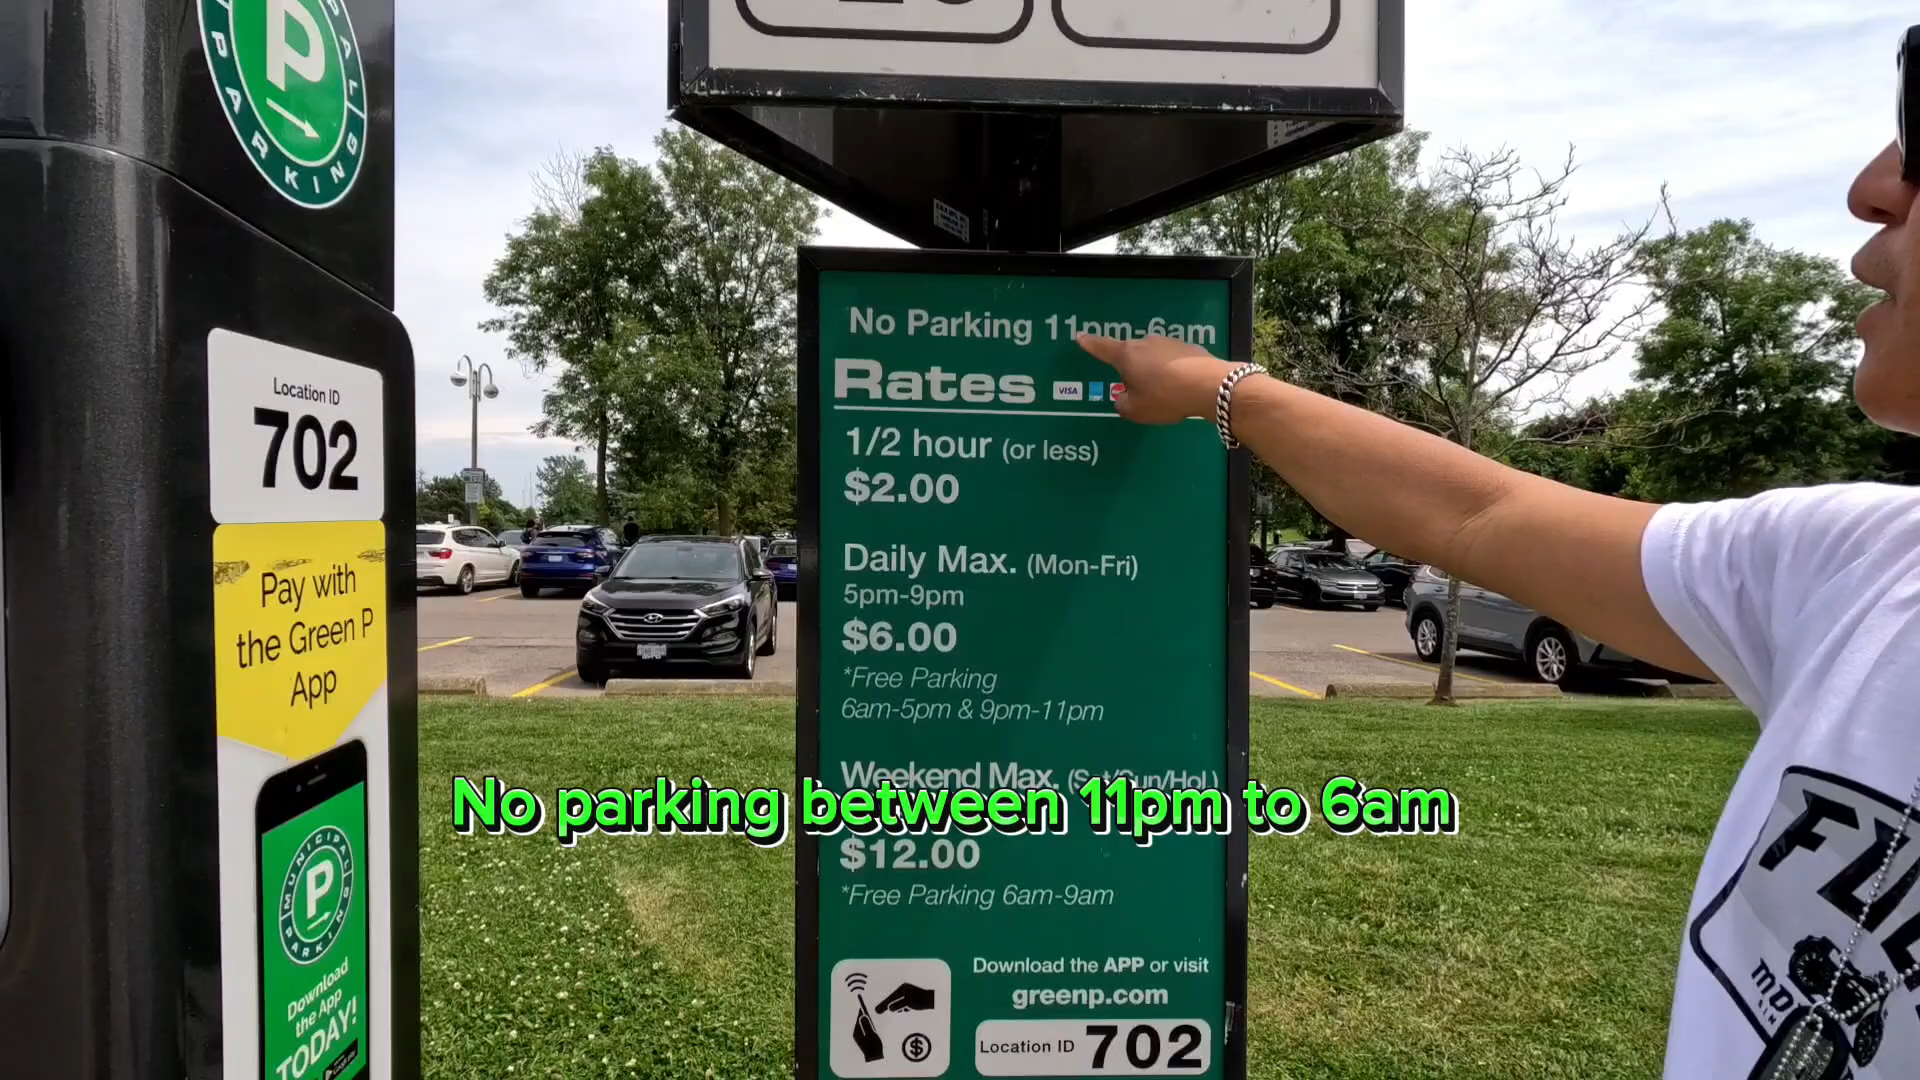 MUNICIPAL PARKING
P
Location ID
702
Pay with
the Green P
App
MUNICIPAL PARKING
P
Download
the App
TODAY!
No Parking 11pm-6am
Rates
VISA
1/2 hour (or less)
$2.00
Daily Max. (Mon-Fri)
5pm-9pm
$6.00
*Free Parking
6am-5pm & 9pm-11pm
Weekend Max. (Sat/Sun/Hol.)
No parking between 11pm to 6am
$12.00
*Free Parking 6am-9am
Download the APP or visit
greenp.com
Location ID 702